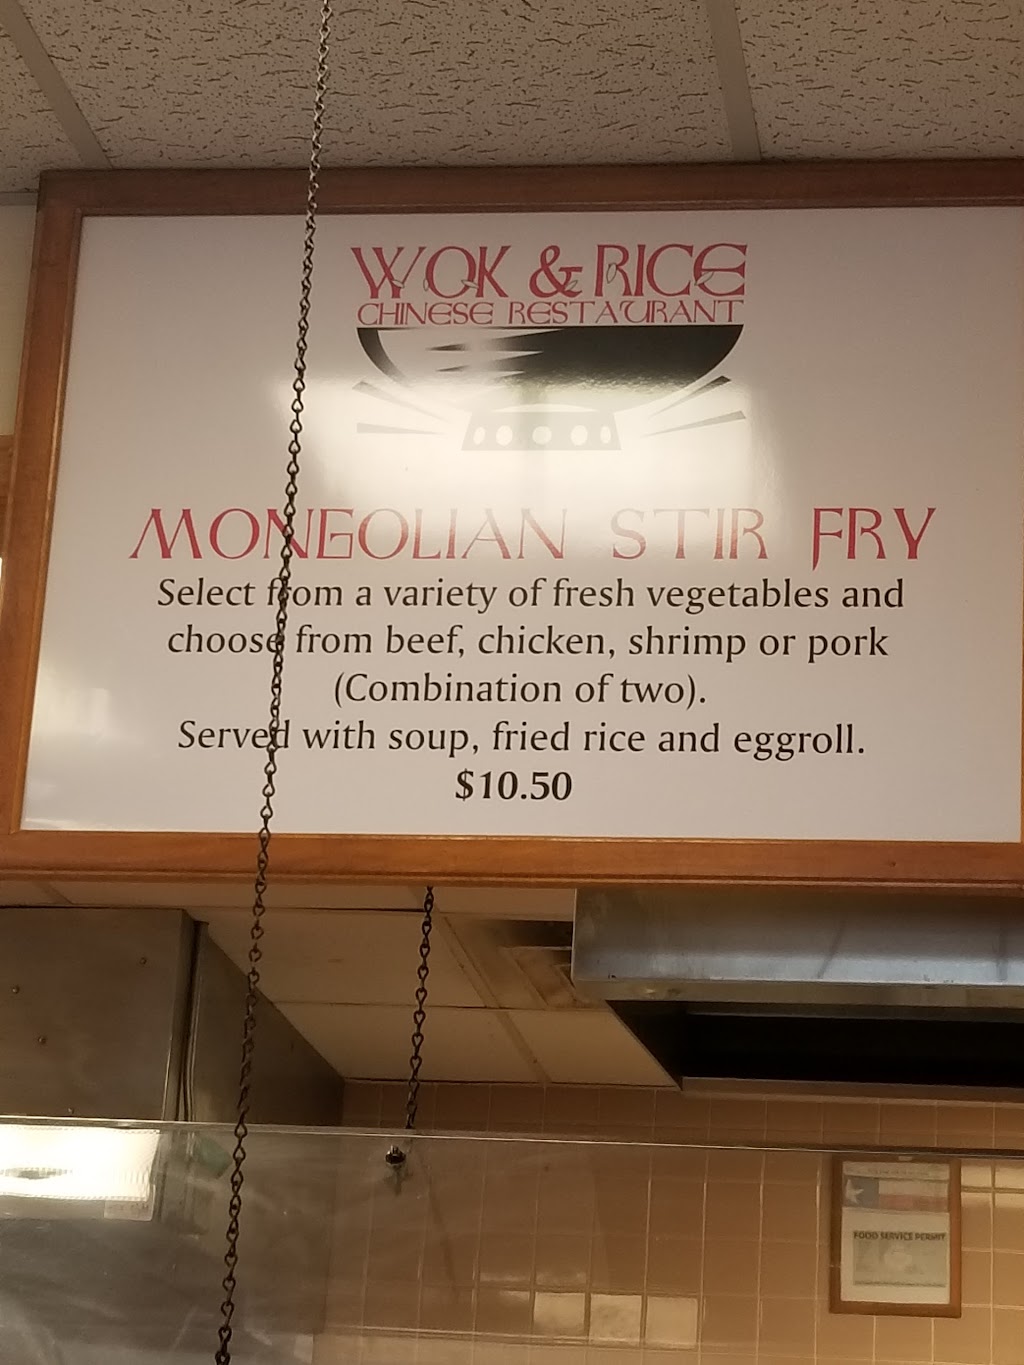 WOK & RICE
CHINESE RESTAURANT
MONGOLIAN STIR FRY
Select from a variety of fresh vegetables and
choose from beef, chicken, shrimp or pork
(Combination of two).
Served with soup, fried rice and eggroll.
$10.50
FOOD SERVICE PERMIT